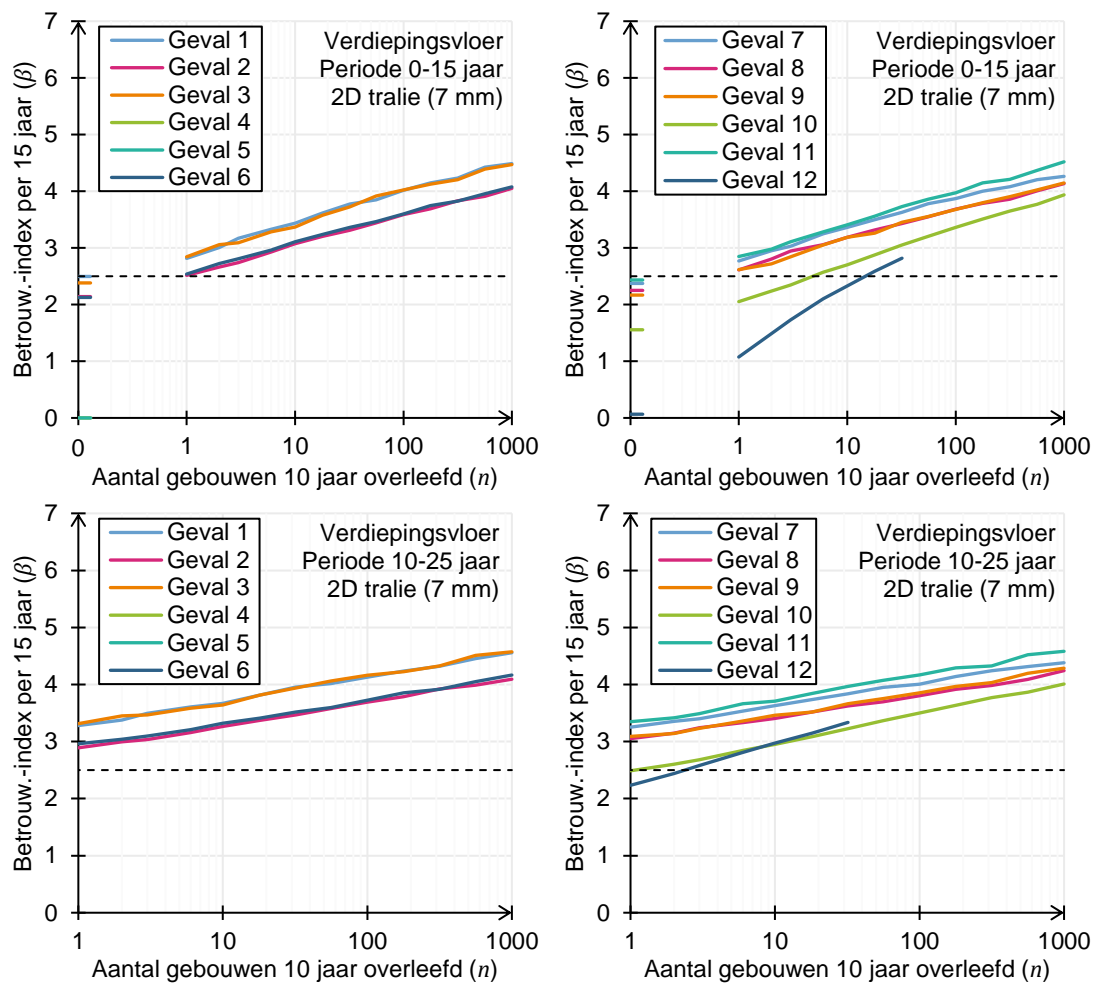 Betrouw.-index per 15 jaar (β)
7
6
5
4
3
2
1
0
Geval 1
Geval 2
Geval 3
Geval 4
Geval 5
Geval 6
Verdiepingsvloer
Periode 0-15 jaar
2D tralie (7 mm)
0 1 10 100 1000
Aantal gebouwen 10 jaar overleefd (n)
Betrouw.-index per 15 jaar (β)
7
6
5
4
3
2
1
0
Geval 7
Geval 8
Geval 9
Geval 10
Geval 11
Geval 12
Verdiepingsvloer
Periode 0-15 jaar
2D tralie (7 mm)
0 1 10 100 1000
Aantal gebouwen 10 jaar overleefd (n)
Betrouw.-index per 15 jaar (β)
7
6
5
4
3
2
1
0
Geval 1
Geval 2
Geval 3
Geval 4
Geval 5
Geval 6
Verdiepingsvloer
Periode 10-25 jaar
2D tralie (7 mm)
1 10 100 1000
Aantal gebouwen 10 jaar overleefd (n)
Betrouw.-index per 15 jaar (β)
7
6
5
4
3
2
1
0
Geval 7
Geval 8
Geval 9
Geval 10
Geval 11
Geval 12
Verdiepingsvloer
Periode 10-25 jaar
2D tralie (7 mm)
1 10 100 1000
Aantal gebouwen 10 jaar overleefd (n)